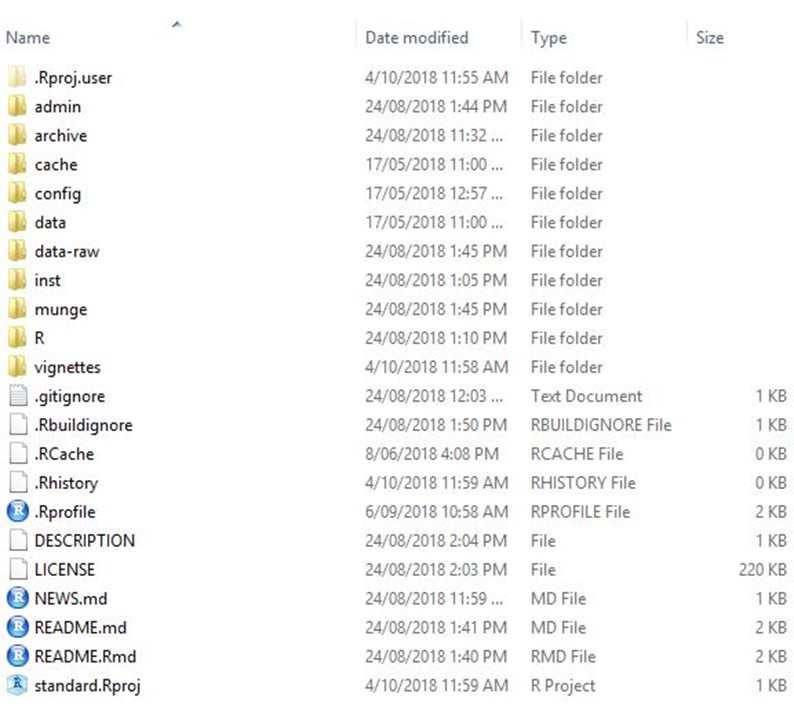 Name Date modified Type Size
.Rproj.user 4/10/2018 11:55 AM File folder
admin 24/08/2018 1:44 PM File folder
archive 24/08/2018 11:32 ... File folder
cache 17/05/2018 11:00 ... File folder
config 17/05/2018 12:57 ... File folder
data 17/05/2018 11:00 ... File folder
data-raw 24/08/2018 1:45 PM File folder
inst 24/08/2018 1:05 PM File folder
munge 24/08/2018 1:45 PM File folder
R 24/08/2018 1:10 PM File folder
vignettes 4/10/2018 11:58 AM File folder
.gitignore 24/08/2018 12:03 ... Text Document 1 KB
.Rbuildignore 24/08/2018 1:50 PM RBUILDIGNORE File 1 KB
.RCache 8/06/2018 4:08 PM RCACHE File 0 KB
.Rhistory 4/10/2018 11:59 AM RHISTORY File 0 KB
.Rprofile 6/09/2018 10:58 AM RPROFILE File 2 KB
DESCRIPTION 24/08/2018 2:04 PM File 1 KB
LICENSE 24/08/2018 2:03 PM File 220 KB
NEWS.md 24/08/2018 11:59 ... MD File 1 KB
README.md 24/08/2018 1:41 PM MD File 2 KB
README.Rmd 24/08/2018 1:40 PM RMD File 2 KB
standard.Rproj 4/10/2018 11:59 AM R Project 1 KB